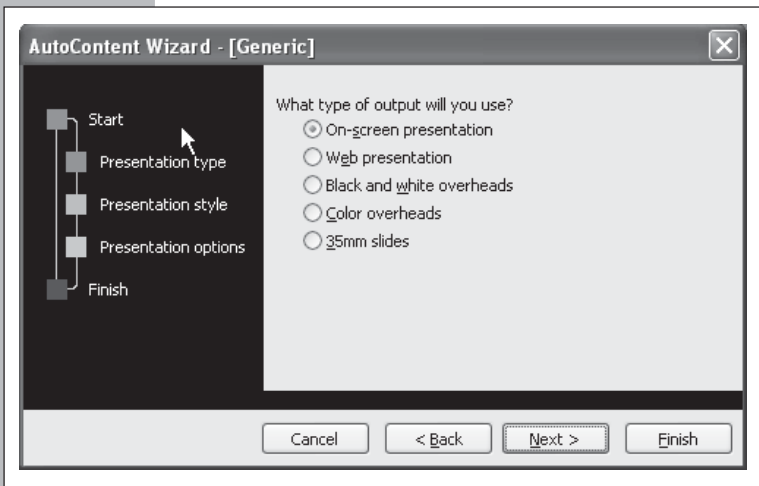 AutoContent Wizard - [Generic]
Start
Presentation type
Presentation style
Presentation options
Finish
What type of output will you use?
On-screen presentation
Web presentation
Black and white overheads
Color overheads
35mm slides
Cancel
< Back
Next >
Finish